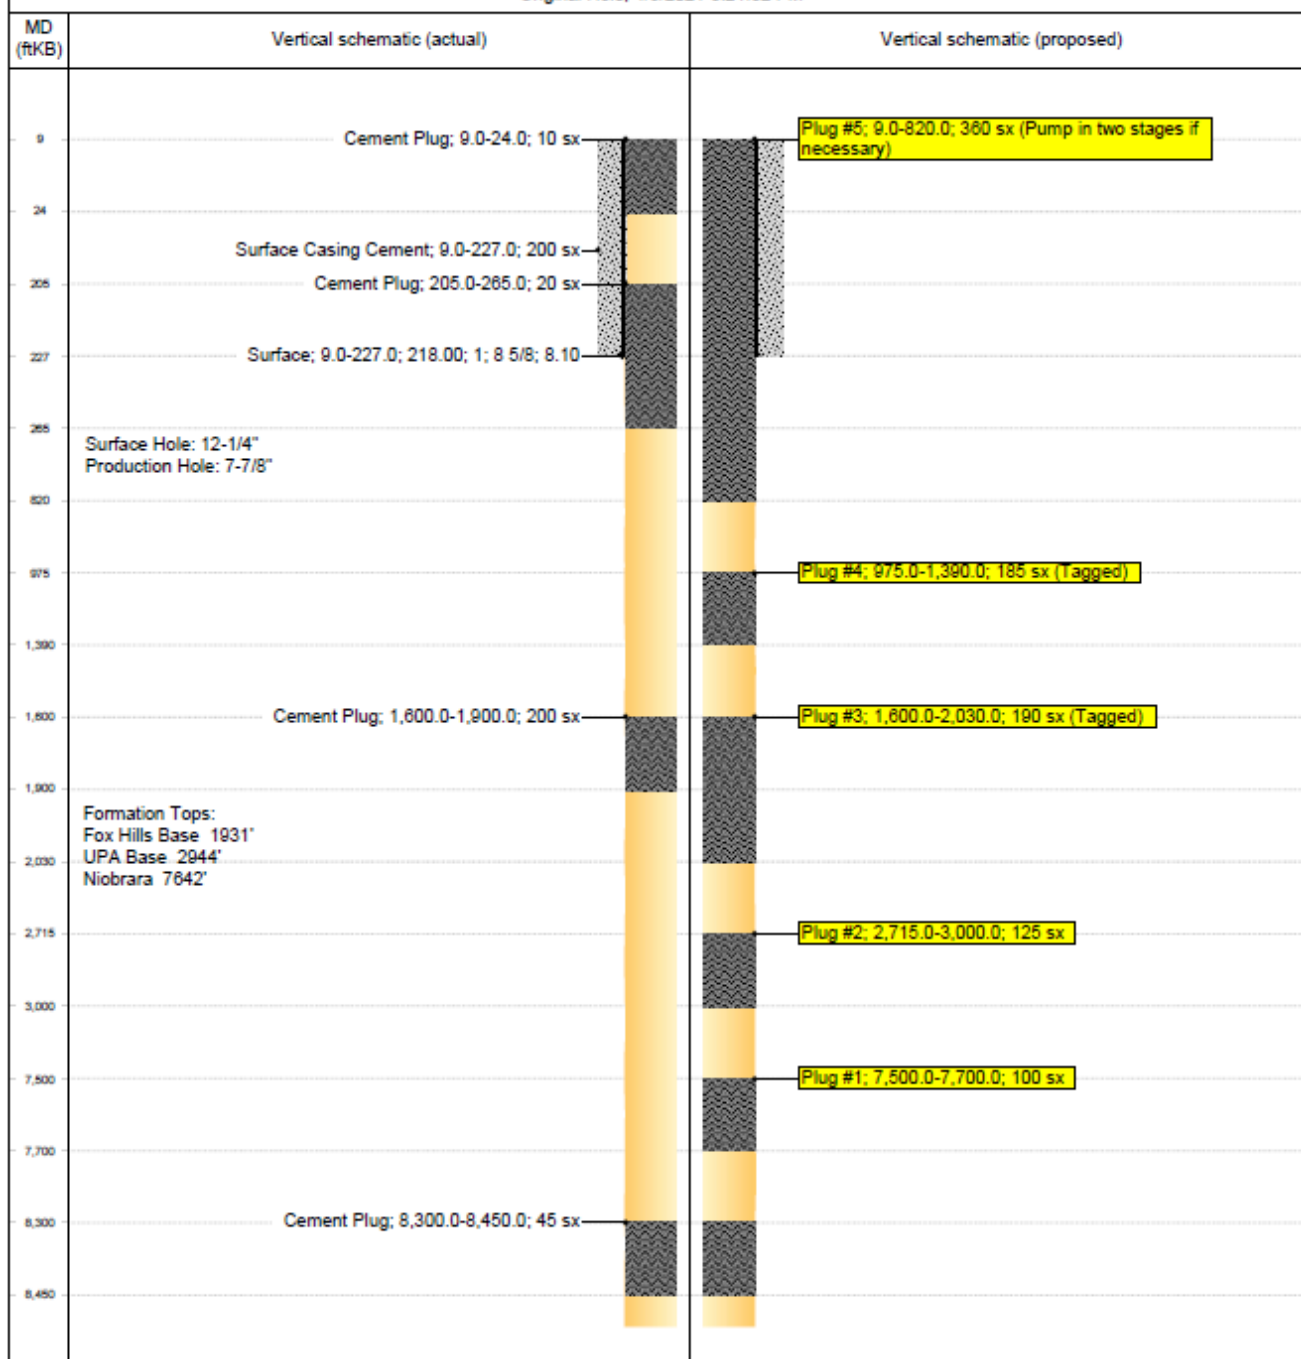 MD
(ftKB)
Vertical schematic (actual)
Vertical schematic (proposed)
9
Cement Plug; 9.0-24.0; 10 sx
Plug #5; 9.0-820.0; 360 sx (Pump in two stages if
necessary)
24
Surface Casing Cement; 9.0-227.0; 200 sx
205
Cement Plug; 205.0-265.0; 20 sx
227
Surface; 9.0-227.0; 218.00; 1; 8 5/8; 8.10
265
Surface Hole: 12-1/4"
Production Hole: 7-7/8"
820
975
Plug #4; 975.0-1,390.0; 185 sx (Tagged)
1,390
1,600
Cement Plug; 1,600.0-1,900.0; 200 sx
Plug #3; 1,600.0-2,030.0; 190 sx (Tagged)
1,900
Formation Tops:
Fox Hills Base 1931'
UPA Base 2944'
Niobrara 7642'
2,030
2,715
Plug #2; 2,715.0-3,000.0; 125 sx
3,000
7,500
Plug #1; 7,500.0-7,700.0; 100 sx
7,700
8,300
Cement Plug; 8,300.0-8,450.0; 45 sx
8,450